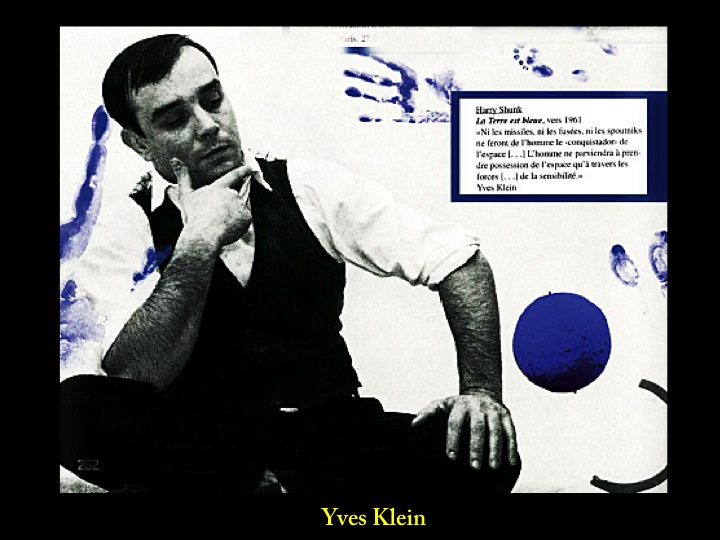 aris, 27
Harry Shunk
La Terre est bleue, vers 1961
«Ni les missiles, ni les fusées, ni les spoutniks
ne feront de l'homme le «conquistador» de
l'espace [. . .] L'homme ne parviendra à pren-
dre possession de l'espace qu'à travers les
forces [. . .] de la sensibilité.»
Yves Klein
262
Yves Klein